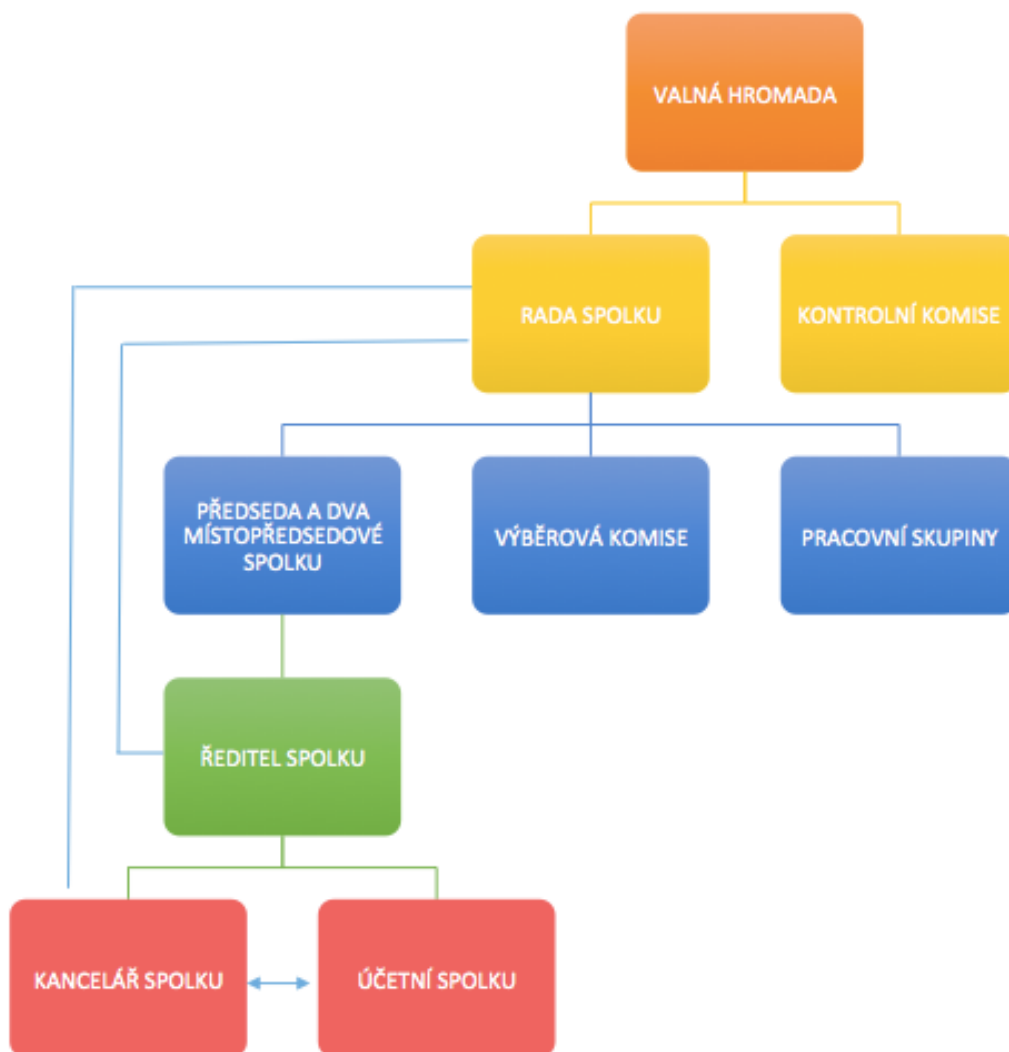 VALNÁ HROMADA
RADA SPOLKU
KONTROLNÍ KOMISE
PŘEDSEDA A DVA
MÍSTOPŘEDSEDOVÉ
SPOLKU
VÝBĚROVÁ KOMISE
PRACOVNÍ SKUPINY
ŘEDITEL SPOLKU
KANCELÁŘ SPOLKU
ÚČETNÍ SPOLKU